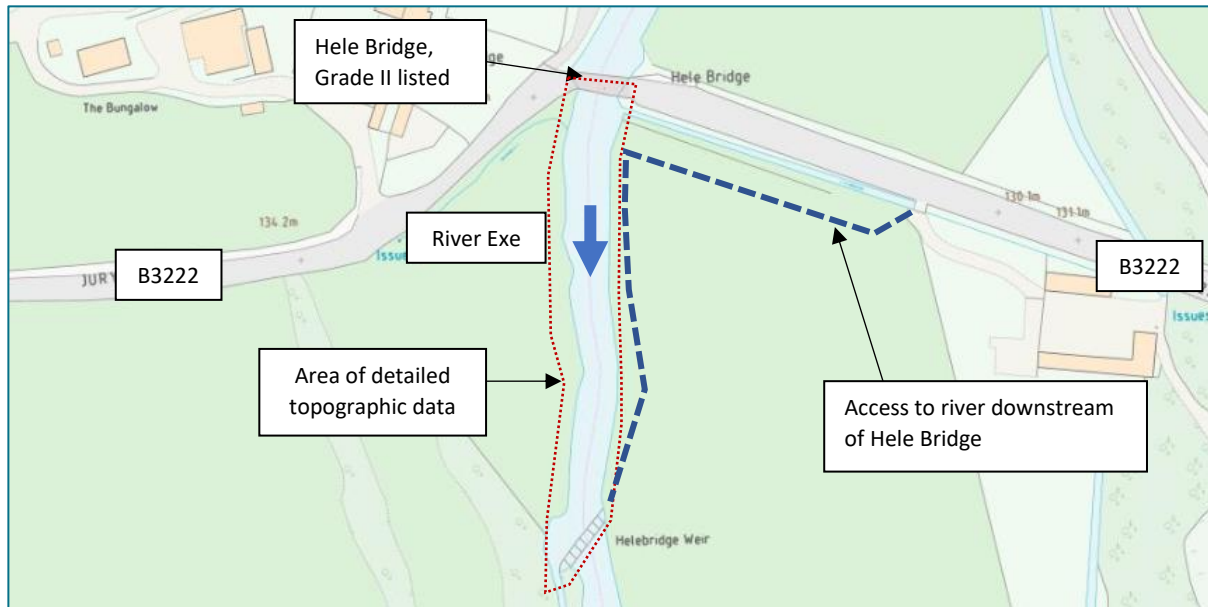 Hele Bridge,
Grade II listed
Hele Bridge
The Bungalow
134.2m
River Exe
130.1m
131.1m
B3222
JURY
Issues
B3222
Issues
Area of detailed
topographic data
Access to river downstream
of Hele Bridge
Helebridge Weir